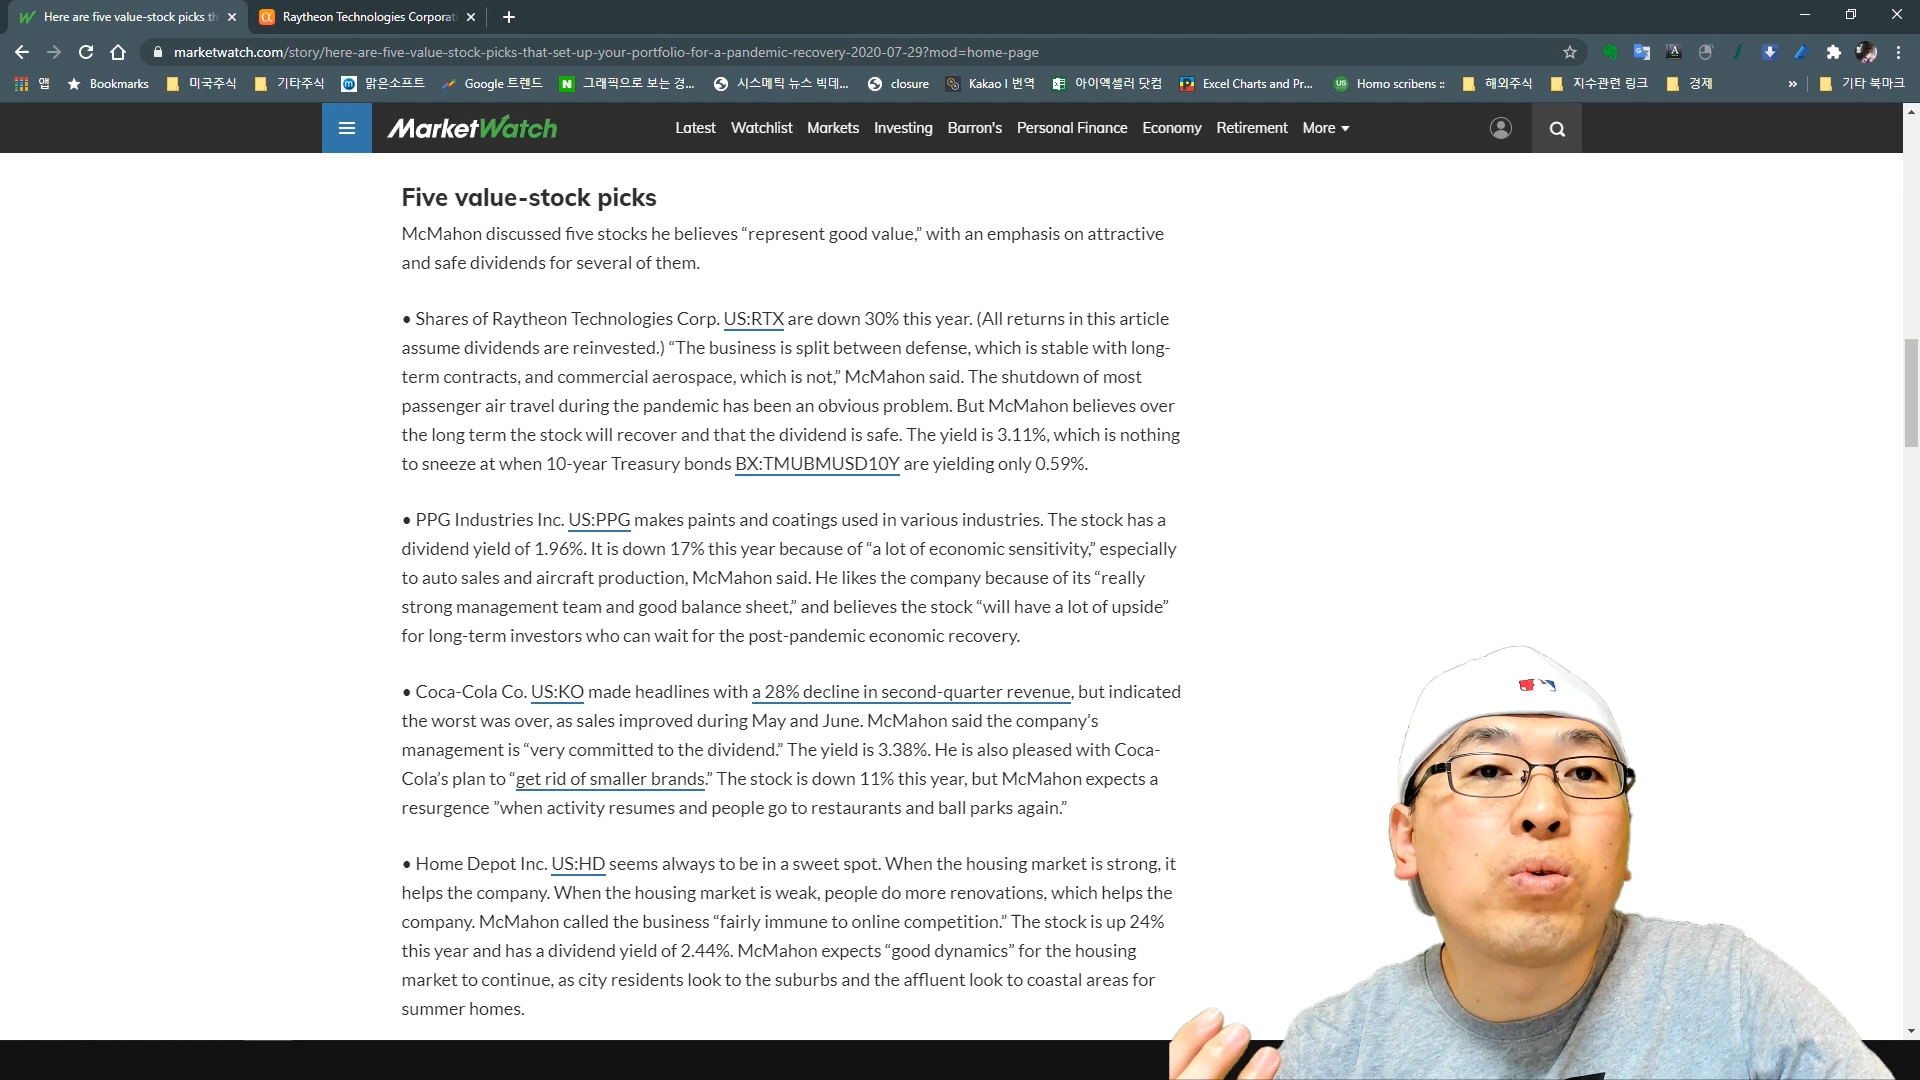 Here are five value-stock picks th
Raytheon Technologies Corporati
marketwatch.com/story/here-are-five-value-stock-picks-that-set-up-your-portfolio-for-a-pandemic-recovery-2020-07-29?mod=home-page
앱 Bookmarks 미국주식 기타주식 맑은소프트 Google 트렌드 그래픽으로 보는 경... 시스메틱 뉴스 빅데... closure Kakao I 번역 아이엑셀러 닷컴 Excel Charts and Pr... Homo scribens :: 해외주식 지수관련 링크 경제 » 기타 북마크
MarketWatch Latest Watchlist Markets Investing Barron's Personal Finance Economy Retirement More
Five value-stock picks
McMahon discussed five stocks he believes “represent good value,” with an emphasis on attractive
and safe dividends for several of them.
• Shares of Raytheon Technologies Corp. US:RTX are down 30% this year. (All returns in this article
assume dividends are reinvested.) “The business is split between defense, which is stable with long-
term contracts, and commercial aerospace, which is not,” McMahon said. The shutdown of most
passenger air travel during the pandemic has been an obvious problem. But McMahon believes over
the long term the stock will recover and that the dividend is safe. The yield is 3.11%, which is nothing
to sneeze at when 10-year Treasury bonds BX:TMUBMUSD10Y are yielding only 0.59%.
• PPG Industries Inc. US:PPG makes paints and coatings used in various industries. The stock has a
dividend yield of 1.96%. It is down 17% this year because of “a lot of economic sensitivity,” especially
to auto sales and aircraft production, McMahon said. He likes the company because of its “really
strong management team and good balance sheet,” and believes the stock “will have a lot of upside”
for long-term investors who can wait for the post-pandemic economic recovery.
• Coca-Cola Co. US:KO made headlines with a 28% decline in second-quarter revenue, but indicated
the worst was over, as sales improved during May and June. McMahon said the company’s
management is “very committed to the dividend.” The yield is 3.38%. He is also pleased with Coca-
Cola’s plan to “get rid of smaller brands.” The stock is down 11% this year, but McMahon expects a
resurgence ”when activity resumes and people go to restaurants and ball parks again.”
• Home Depot Inc. US:HD seems always to be in a sweet spot. When the housing market is strong, it
helps the company. When the housing market is weak, people do more renovations, which helps the
company. McMahon called the business “fairly immune to online competition.” The stock is up 24%
this year and has a dividend yield of 2.44%. McMahon expects “good dynamics” for the housing
market to continue, as city residents look to the suburbs and the affluent look to coastal areas for
summer homes.